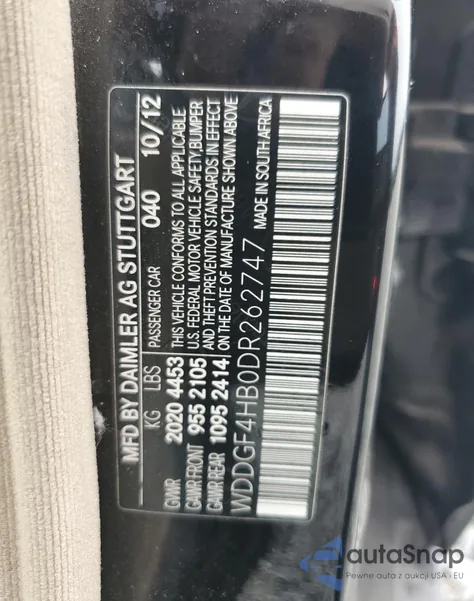 MFD BY DAIMLER AG STUTTGART
KG LBS PASSENGER CAR 040 10/12
GVWR 2020 4453 THIS VEHICLE CONFORMS TO ALL APPLICABLE
GAWR FRONT 955 2105 U.S. FEDERAL MOTOR VEHICLE SAFETY,BUMPER
GAWR REAR 1095 2414 AND THEFT PREVENTION STANDARDS IN EFFECT
ON THE DATE OF MANUFACTURE SHOWN ABOVE
WDDGF4HB0DR262747 MADE IN SOUTH AFRICA
autoSnap
Pewne auta z aukcji USA i EU